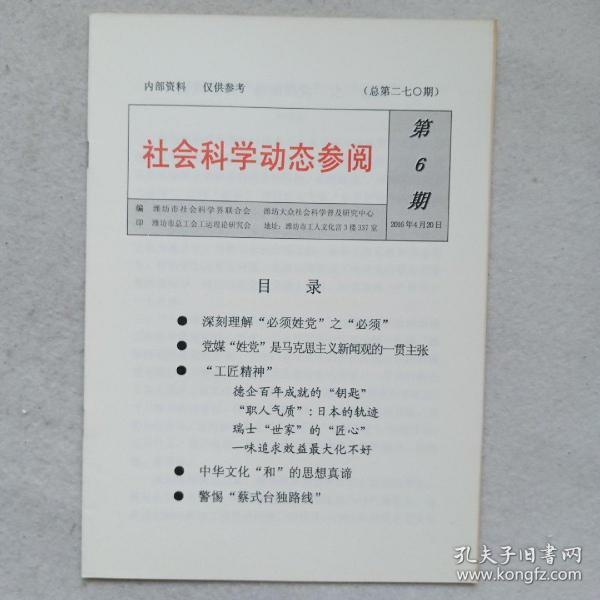 内部资料 仅供参考 （总第二七〇期）
社会科学动态参阅
第
6
期
编 潍坊市社会科学界联合会 潍坊大众社会科学普及研究中心
印 潍坊市总工会工运理论研究会 地址：潍坊市工人文化宫3楼337室
2016年4月20日
目 录
● 深刻理解“必须姓党”之“必须”
● 党媒“姓党”是马克思主义新闻观的一贯主张
● “工匠精神”
德企百年成就的“钥匙”
“职人气质”：日本的轨迹
瑞士“世家”的“匠心”
一味追求效益最大化不好
● 中华文化“和”的思想真谛
● 警惕“蔡式台独路线”
孔夫子旧书网
www.kongfz.com